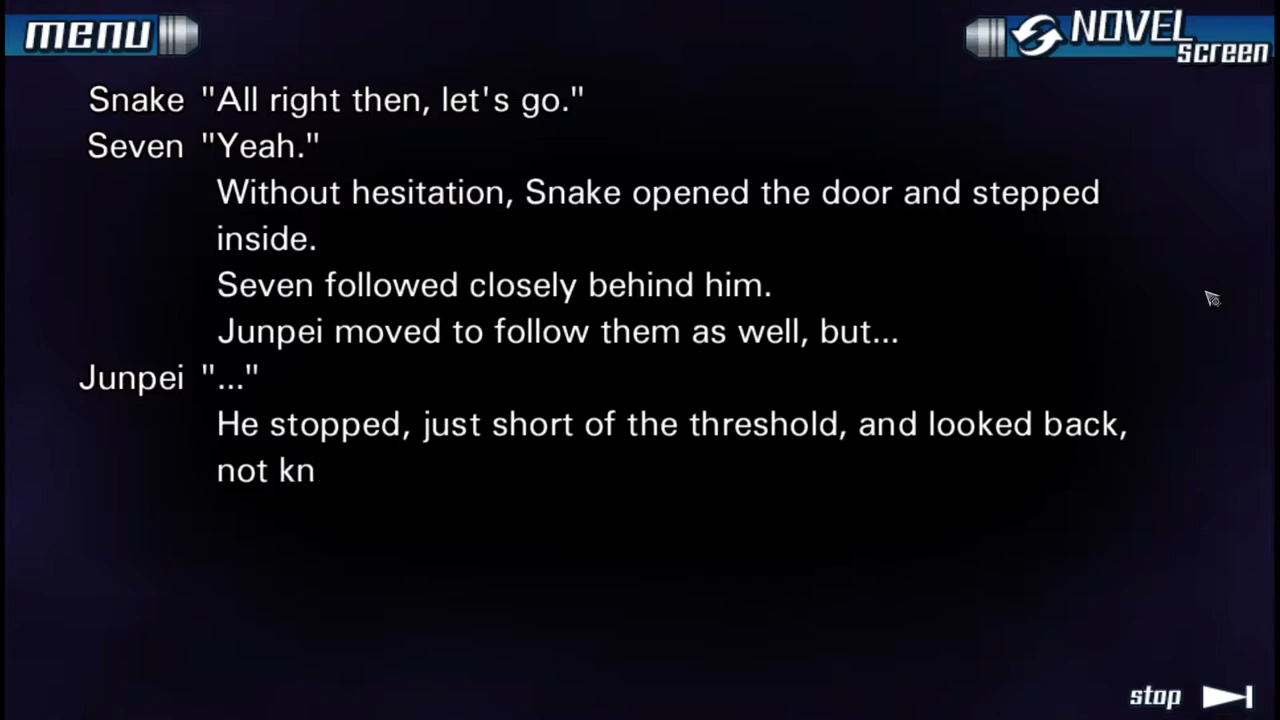 menu
NOVEL
screen
Snake "All right then, let's go."
Seven "Yeah."
Without hesitation, Snake opened the door and stepped
inside.
Seven followed closely behind him.
Junpei moved to follow them as well, but...
Junpei "..."
He stopped, just short of the threshold, and looked back,
not kn
stop